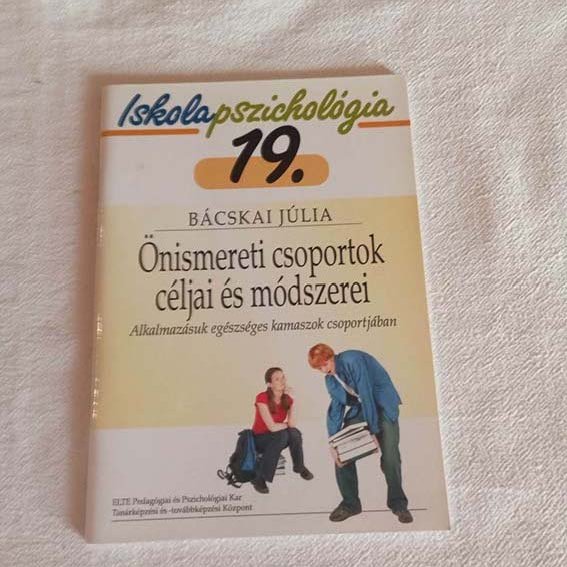 Iskolapszichológia
19.
BÁCSKAI JÚLIA
Önismereti csoportok
céljai és módszerei
Alkalmazásuk egészséges kamaszok csoportjában
ELTE Pedagógiai és Pszichológiai Kar
Tanárképzési és -továbbképzési Központ